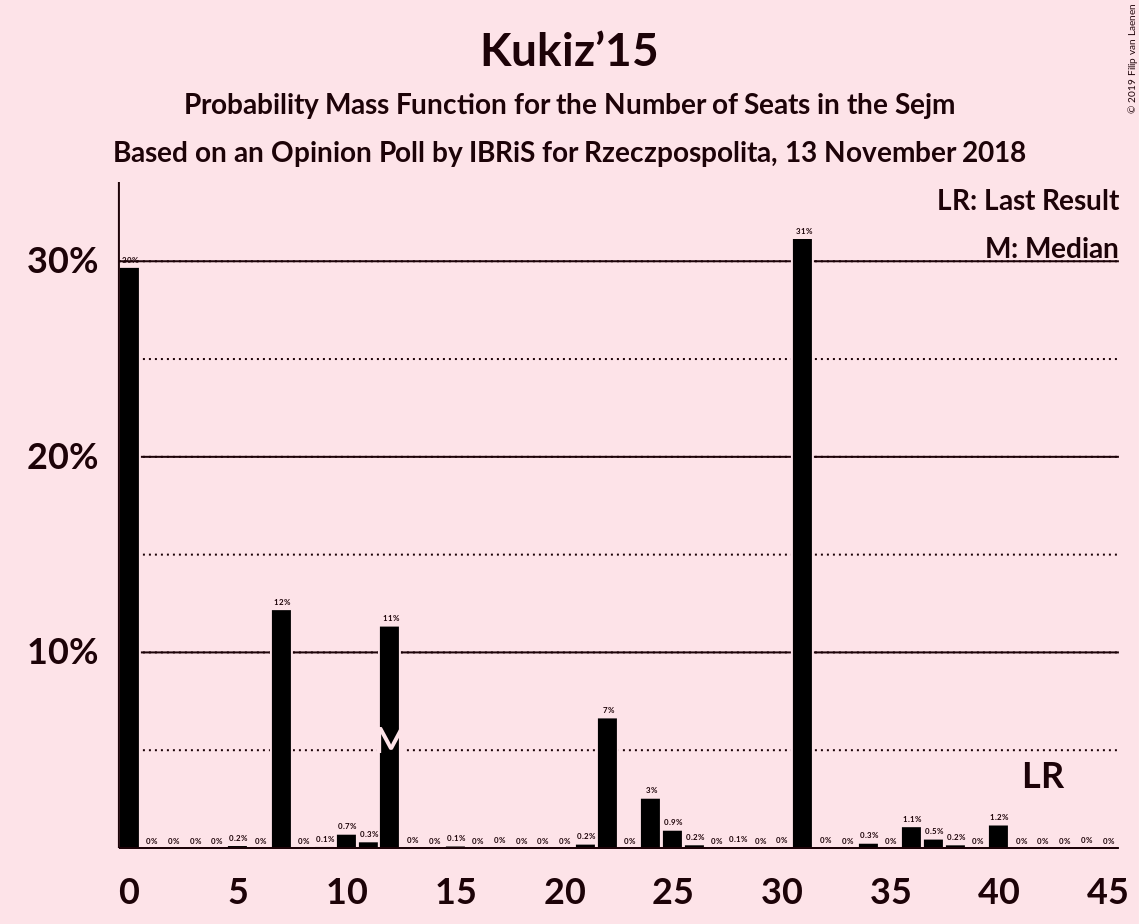 Kukiz’15
Probability Mass Function for the Number of Seats in the Sejm
Based on an Opinion Poll by IBRiS for Rzeczpospolita, 13 November 2018
© 2019 Filip van Laenen
LR: Last Result
M: Median
30%
20%
10%
30% 0% 0% 0% 0% 0.2% 0% 12% 0% 0.1% 0.7% 0.3% 11% 0% 0% 0.1% 0% 0% 0% 0% 0% 0.2% 7% 0% 3% 0.9% 0.2% 0% 0.1% 0% 0% 31% 0% 0% 0.3% 0% 1.1% 0.5% 0.2% 0% 1.2% 0% 0% 0% 0% 0%
M
LR
0 5 10 15 20 25 30 35 40 45